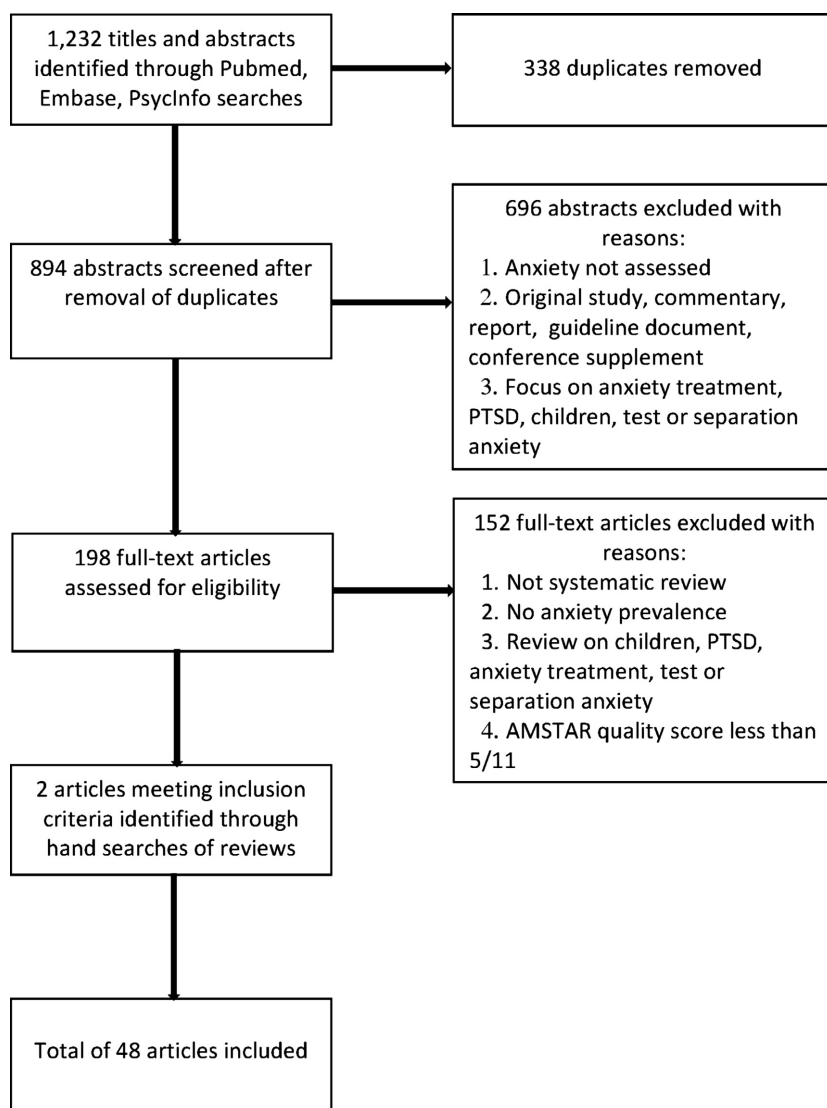 1,232 titles and abstracts
identified through Pubmed,
Embase, PsycInfo searches
338 duplicates removed
894 abstracts screened after
removal of duplicates
696 abstracts excluded with
reasons:
1. Anxiety not assessed
2. Original study, commentary,
report, guideline document,
conference supplement
3. Focus on anxiety treatment,
PTSD, children, test or separation
anxiety
198 full-text articles
assessed for eligibility
152 full-text articles excluded with
reasons:
1. Not systematic review
2. No anxiety prevalence
3. Review on children, PTSD,
anxiety treatment, test or
separation anxiety
4. AMSTAR quality score less than
5/11
2 articles meeting inclusion
criteria identified through
hand searches of reviews
Total of 48 articles included